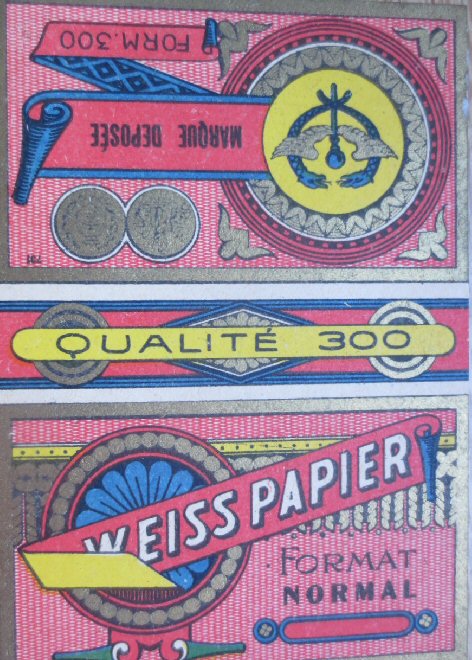 FORM.300
MARQUE DEPOSÉE
QUALITÉ 300
WEISS PAPIER
FORMAT
NORMAL